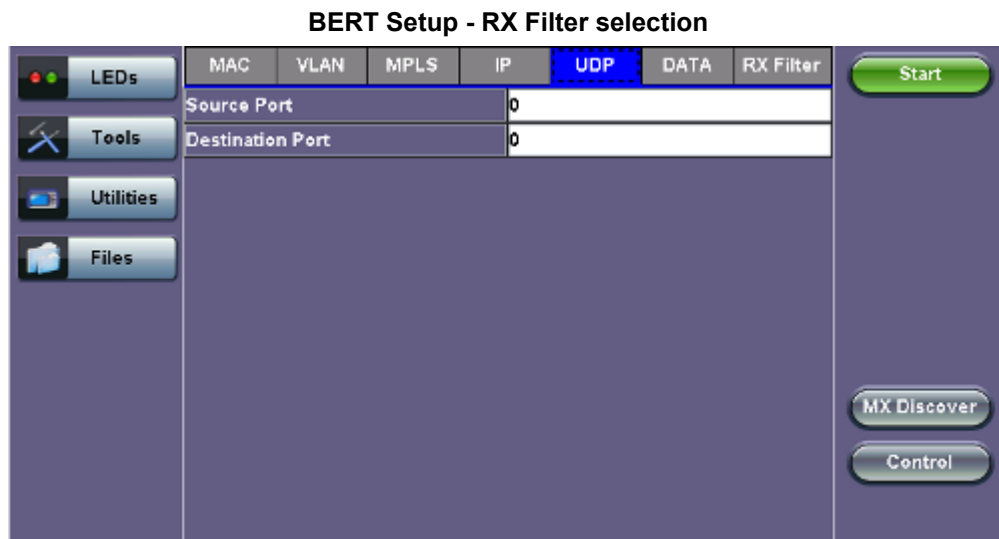 BERT Setup - RX Filter selection
LEDs
Tools
Utilities
Files
MAC VLAN MPLS IP UDP DATA RX Filter
Source Port 0
Destination Port 0
Start
MX Discover
Control